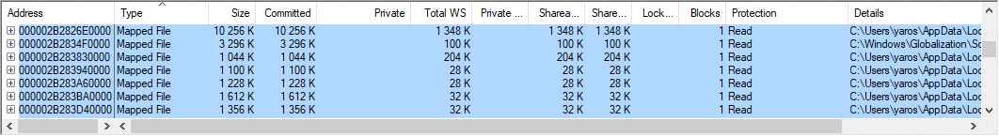 Address Type Size Committed Private Total WS Private ... Sharea... Share... Lock... Blocks Protection Details
000002B2826E0000 Mapped File 10 256 K 10 256 K 1 348 K 1 348 K 1 348 K 1 Read C:\Users\yaros\AppData\Loc
000002B2834F0000 Mapped File 3 296 K 3 296 K 100 K 100 K 100 K 1 Read C:\Windows\Globalization\So
000002B283830000 Mapped File 1 044 K 1 044 K 204 K 204 K 204 K 1 Read C:\Users\yaros\AppData\Loc
000002B283940000 Mapped File 1 100 K 1 100 K 28 K 28 K 28 K 1 Read C:\Users\yaros\AppData\Loc
000002B283A60000 Mapped File 1 228 K 1 228 K 28 K 28 K 28 K 1 Read C:\Users\yaros\AppData\Loc
000002B283BA0000 Mapped File 1 612 K 1 612 K 32 K 32 K 32 K 1 Read C:\Users\yaros\AppData\Loc
000002B283D40000 Mapped File 1 356 K 1 356 K 32 K 32 K 32 K 1 Read C:\Users\yaros\AppData\Loc